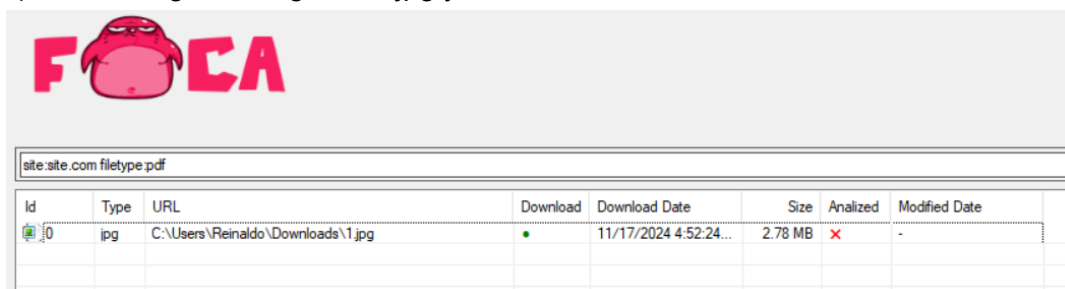 FOCA
site:site.com filetype:pdf
Id Type URL Download Download Date Size Analized Modified Date
0 jpg C:\Users\Reinaldo\Downloads\1.jpg 11/17/2024 4:52:24... 2.78 MB -